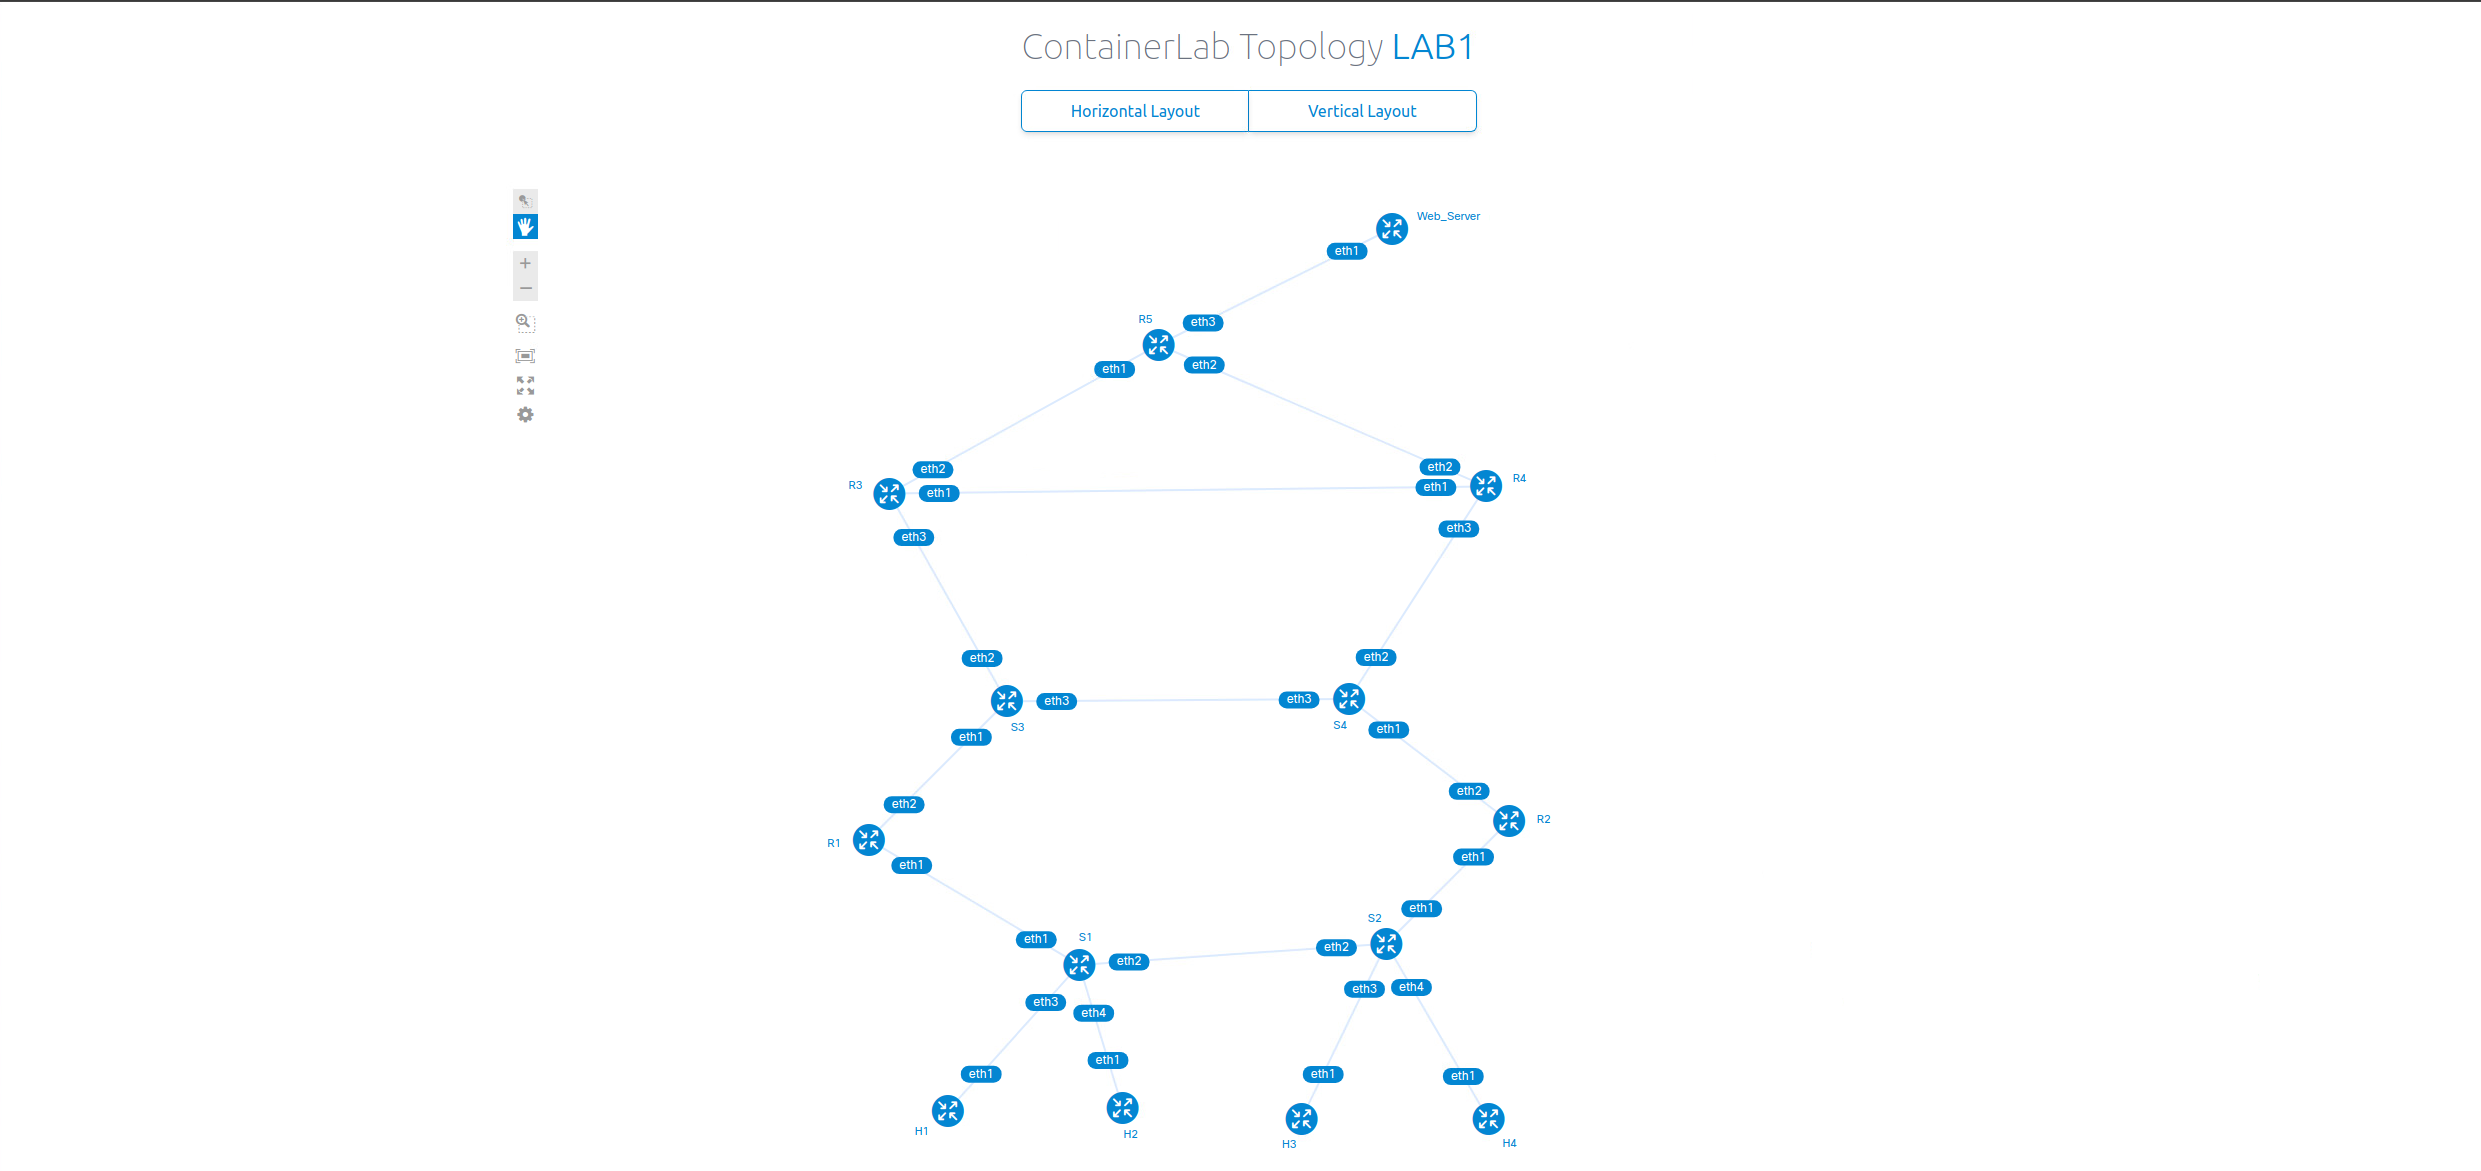 ContainerLab Topology LAB1
Horizontal Layout
Vertical Layout
Web_Server
eth1
R5
eth3
eth1
eth2
R3
eth2
eth1
eth2
eth1
R4
eth3
eth3
eth2
eth2
eth3
eth3
S3
S4
eth1
eth1
eth2
eth2
R1
R2
eth1
eth1
eth1
S2
S1
eth1
eth2
eth2
eth3
eth4
eth3
eth4
eth1
eth1
eth1
eth1
H1
H2
H3
H4